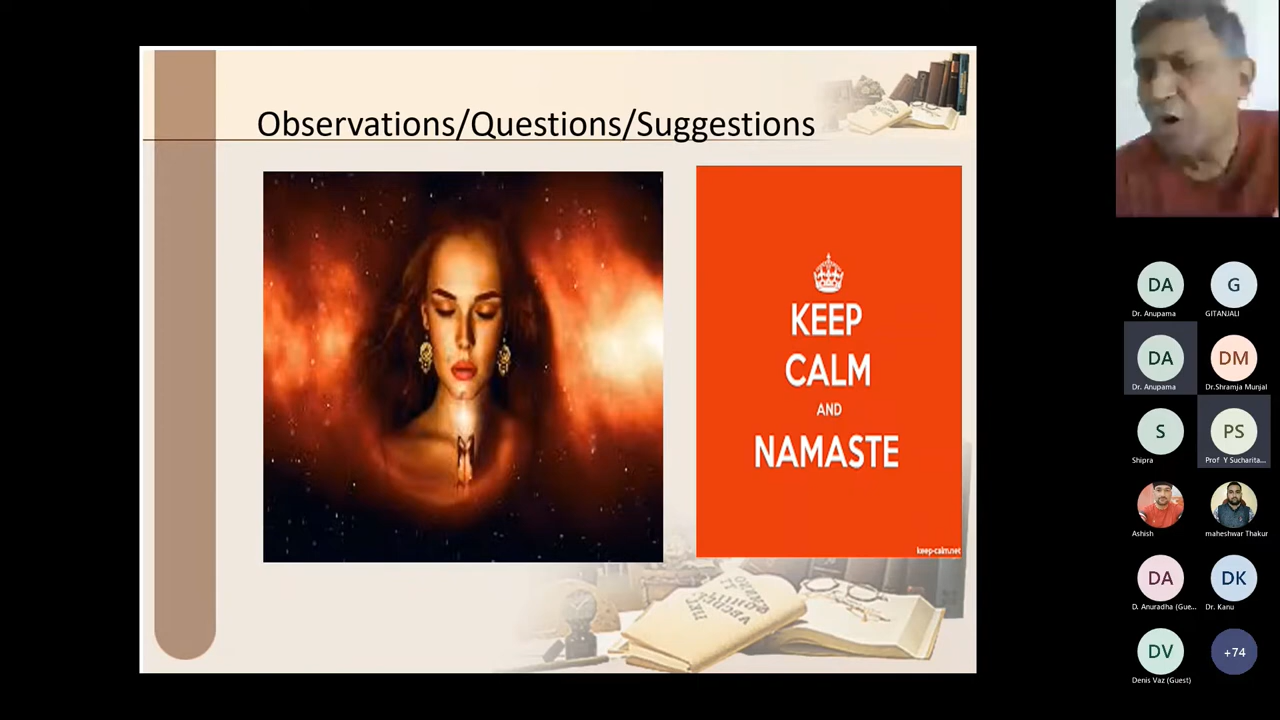 Observations/Questions/Suggestions
KEEP
CALM
AND
NAMASTE
keep-calm.net
DA
Dr. Anupama
G
GITANJALI
DA
Dr. Anupama
DM
Dr.Shramja Munjal
S
Shipra
PS
Prof Y Sucharita...
Ashish
maheshwar Thakur
DA
D. Anuradha (Gue...
DK
Dr. Kanu
DV
Denis Vaz (Guest)
+74